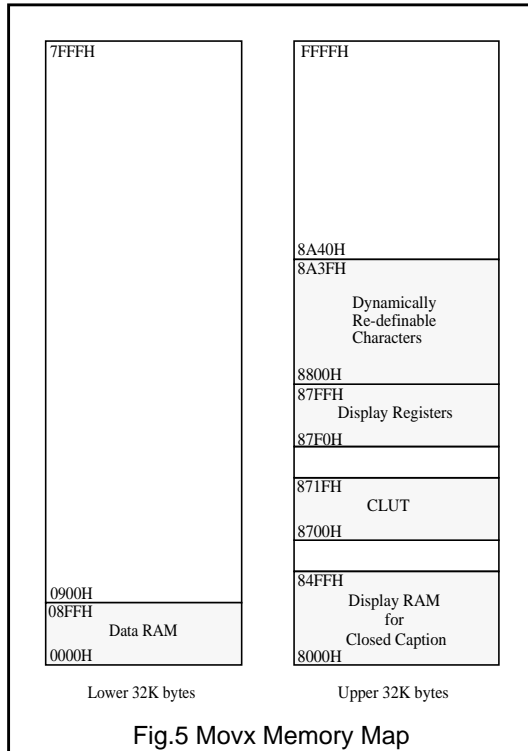 7FFFH
0900H
08FFH
Data RAM
0000H
Lower 32K bytes
FFFFH
8A40H
8A3FH
Dynamically
Re-definable
Characters
8800H
87FFH
Display Registers
87F0H
871FH
CLUT
8700H
84FFH
Display RAM
for
Closed Caption
8000H
Upper 32K bytes
Fig.5 Movx Memory Map